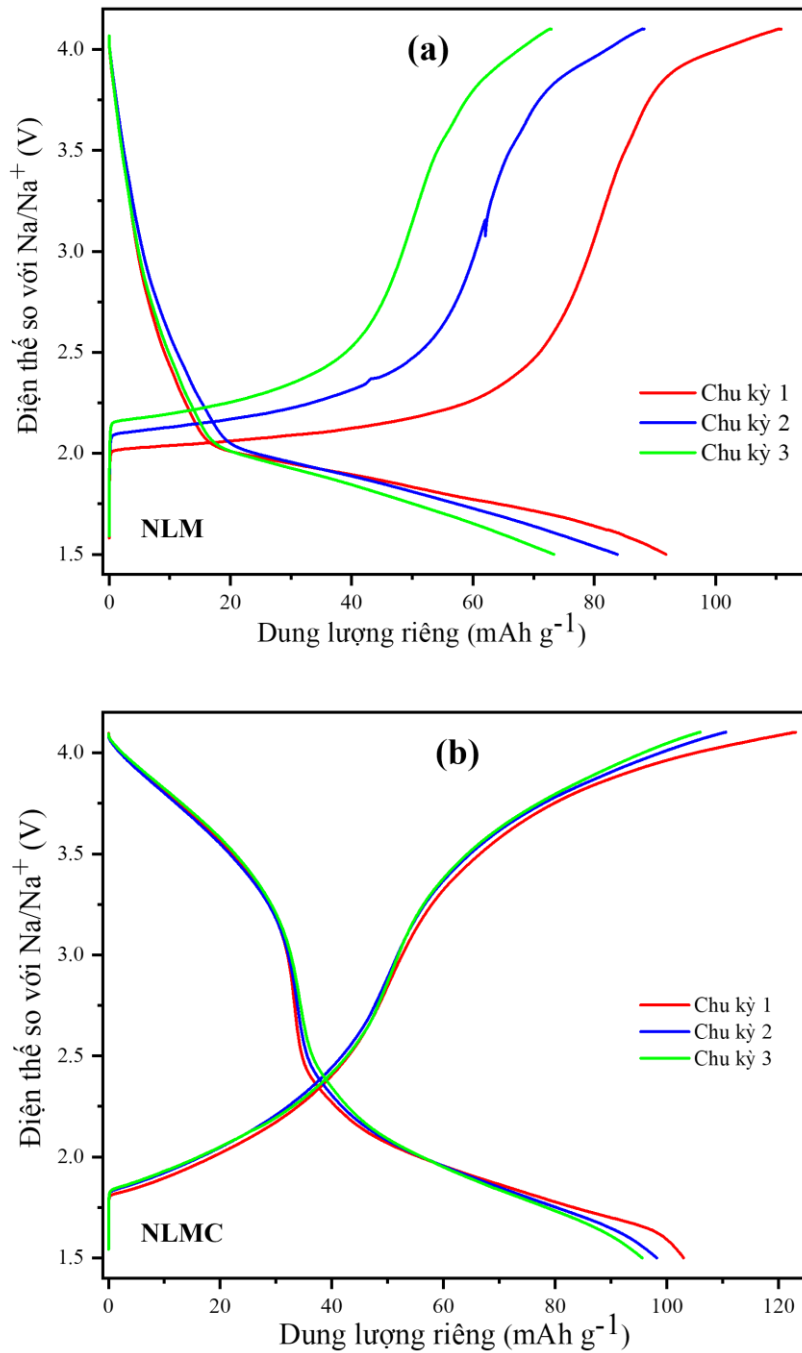 (a)
Điện thế so với Na/Na⁺ (V)
4.0
3.5
3.0
2.5
2.0
1.5
Chu kỳ 1
Chu kỳ 2
Chu kỳ 3
NLM
0 20 40 60 80 100
Dung lượng riêng (mAh g⁻¹)
(b)
Điện thế so với Na/Na⁺ (V)
4.0
3.5
3.0
2.5
2.0
1.5
Chu kỳ 1
Chu kỳ 2
Chu kỳ 3
NLMC
0 20 40 60 80 100 120
Dung lượng riêng (mAh g⁻¹)